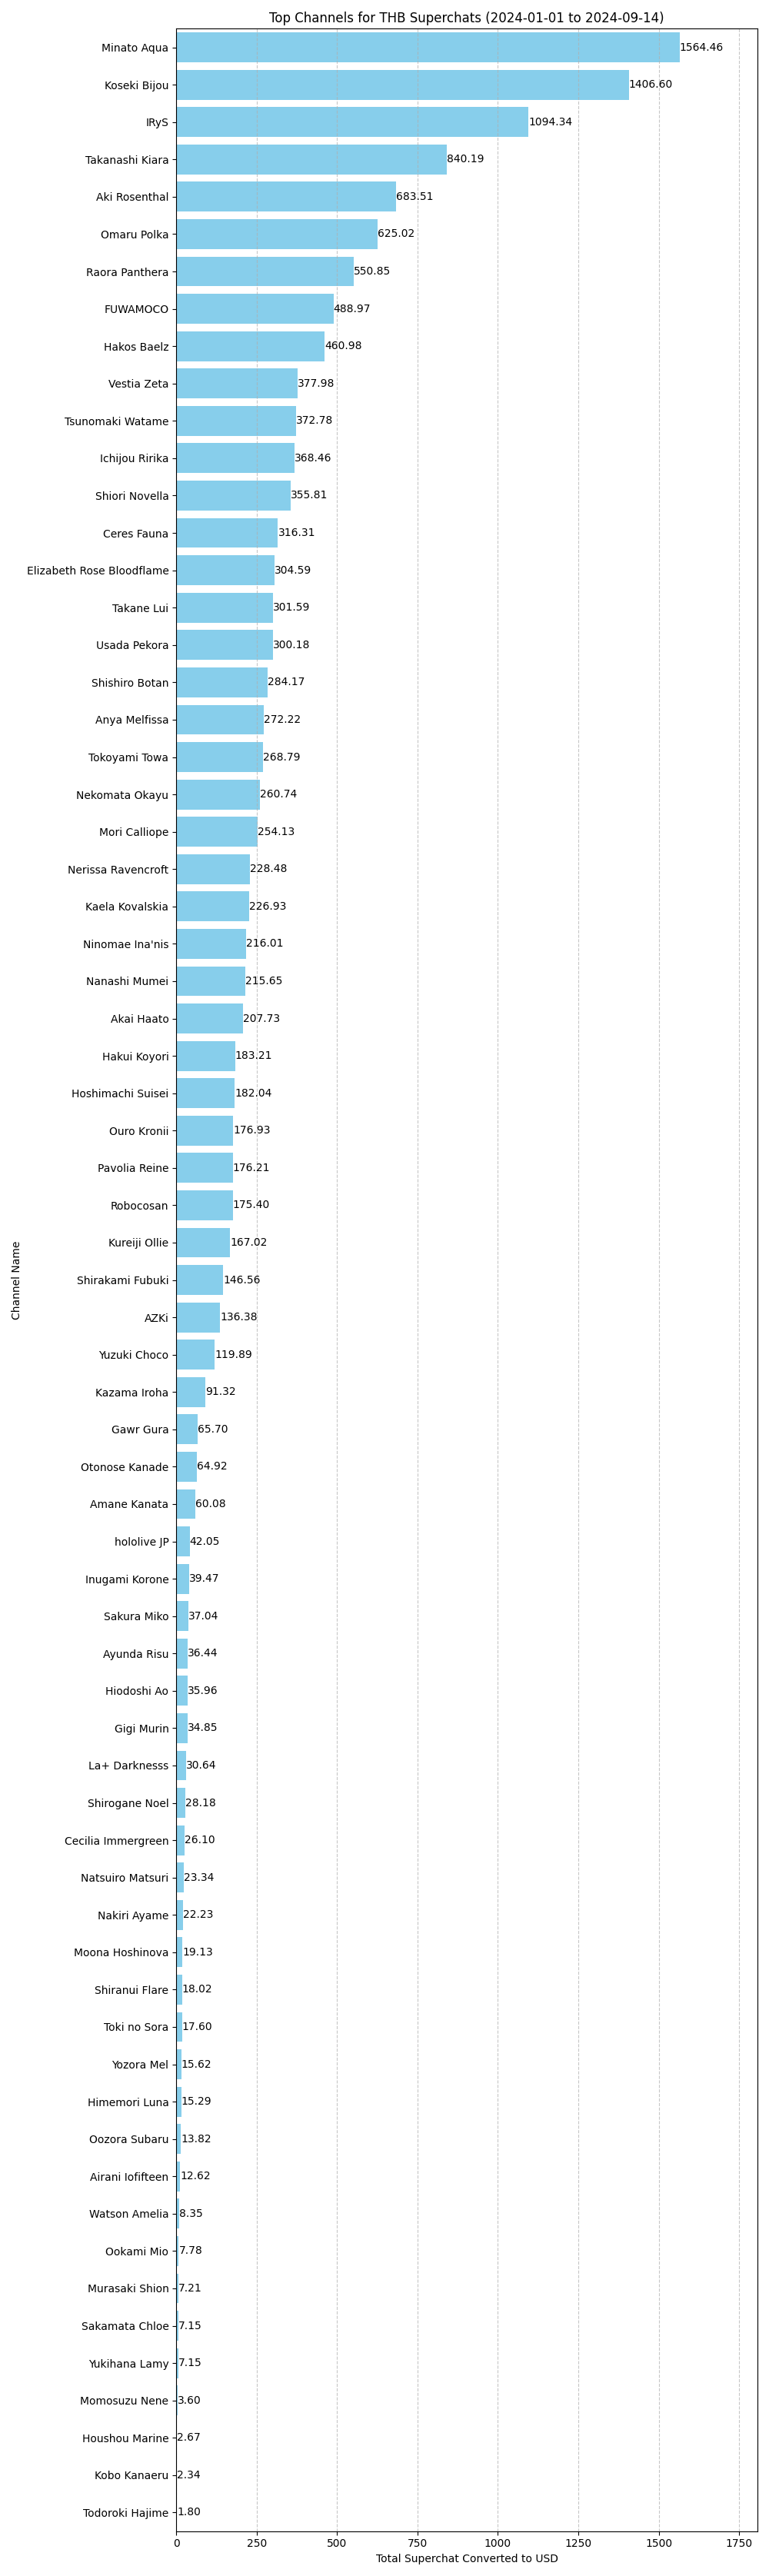 Top Channels for THB Superchats (2024-01-01 to 2024-09-14)
Minato Aqua 1564.46
Koseki Bijou 1406.60
IRyS 1094.34
Takanashi Kiara 840.19
Aki Rosenthal 683.51
Omaru Polka 625.02
Raora Panthera 550.85
FUWAMOCO 488.97
Hakos Baelz 460.98
Vestia Zeta 377.98
Tsunomaki Watame 372.78
Ichijou Ririka 368.46
Shiori Novella 355.81
Ceres Fauna 316.31
Elizabeth Rose Bloodflame 304.59
Takane Lui 301.59
Usada Pekora 300.18
Shishiro Botan 284.17
Anya Melfissa 272.22
Tokoyami Towa 268.79
Nekomata Okayu 260.74
Mori Calliope 254.13
Nerissa Ravencroft 228.48
Kaela Kovalskia 226.93
Ninomae Ina'nis 216.01
Nanashi Mumei 215.65
Akai Haato 207.73
Hakui Koyori 183.21
Hoshimachi Suisei 182.04
Ouro Kronii 176.93
Pavolia Reine 176.21
Robocosan 175.40
Kureiji Ollie 167.02
Shirakami Fubuki 146.56
AZKi 136.38
Yuzuki Choco 119.89
Kazama Iroha 91.32
Gawr Gura 65.70
Otonose Kanade 64.92
Amane Kanata 60.08
hololive JP 42.05
Inugami Korone 39.47
Sakura Miko 37.04
Ayunda Risu 36.44
Hiodoshi Ao 35.96
Gigi Murin 34.85
La+ Darknesss 30.64
Shirogane Noel 28.18
Cecilia Immergreen 26.10
Natsuiro Matsuri 23.34
Nakiri Ayame 22.23
Moona Hoshinova 19.13
Shiranui Flare 18.02
Toki no Sora 17.60
Yozora Mel 15.62
Himemori Luna 15.29
Oozora Subaru 13.82
Airani Iofifteen 12.62
Watson Amelia 8.35
Ookami Mio 7.78
Murasaki Shion 7.21
Sakamata Chloe 7.15
Yukihana Lamy 7.15
Momosuzu Nene 3.60
Houshou Marine 2.67
Kobo Kanaeru 2.34
Todoroki Hajime 1.80
Channel Name
0 250 500 750 1000 1250 1500 1750
Total Superchat Converted to USD